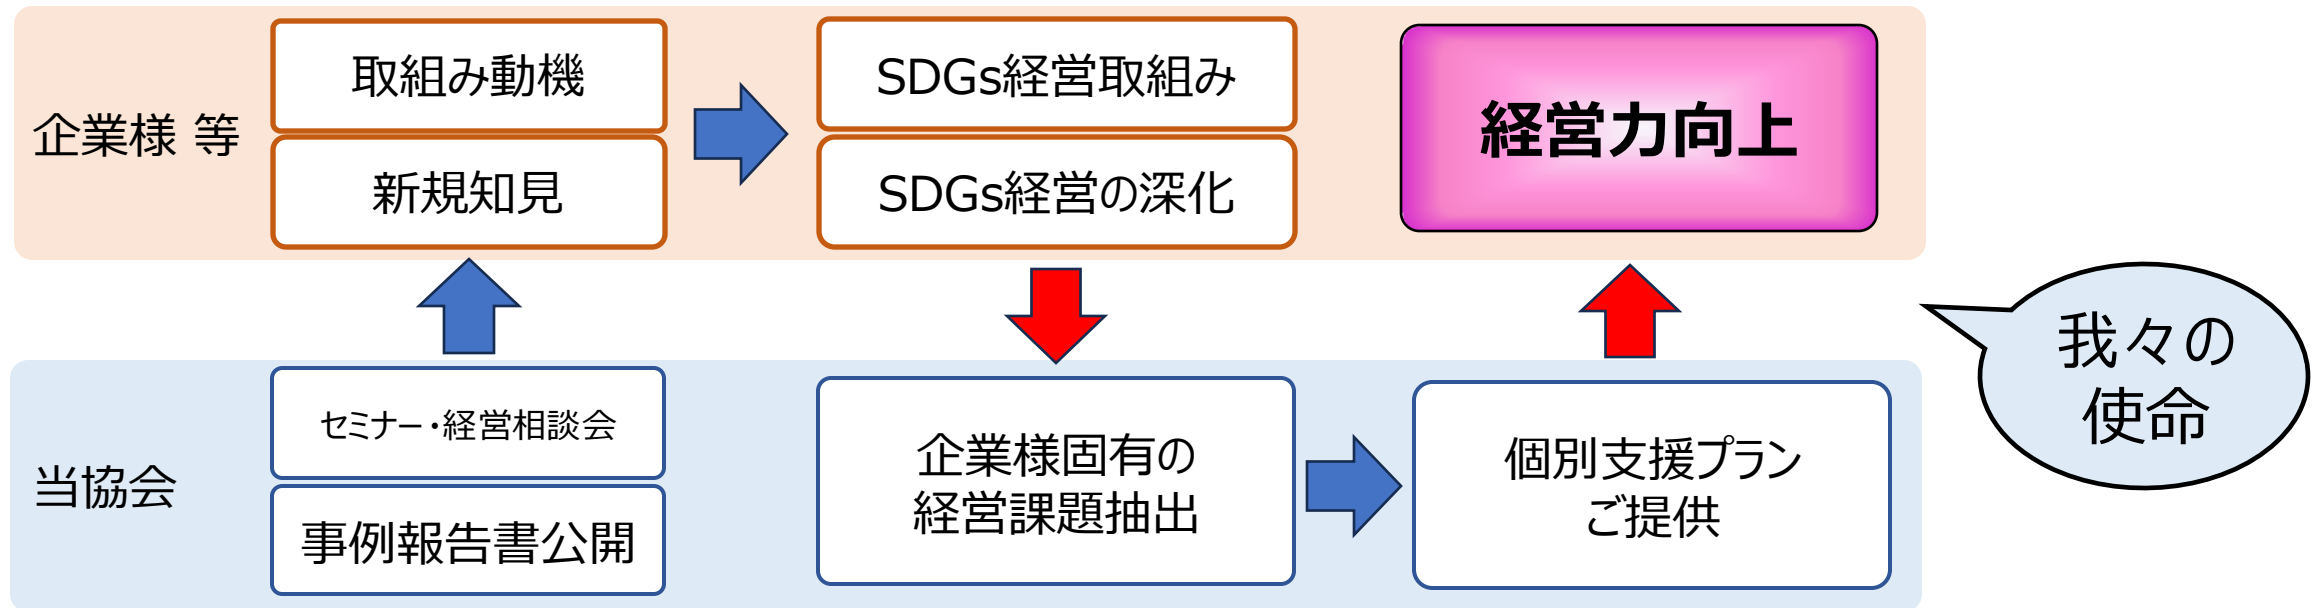 企業様 等
取組み動機
新規知見
SDGs経営取組み
SDGs経営の深化
経営力向上
我々の
使命
当協会
セミナー・経営相談会
事例報告書公開
企業様固有の
経営課題抽出
個別支援プラン
ご提供